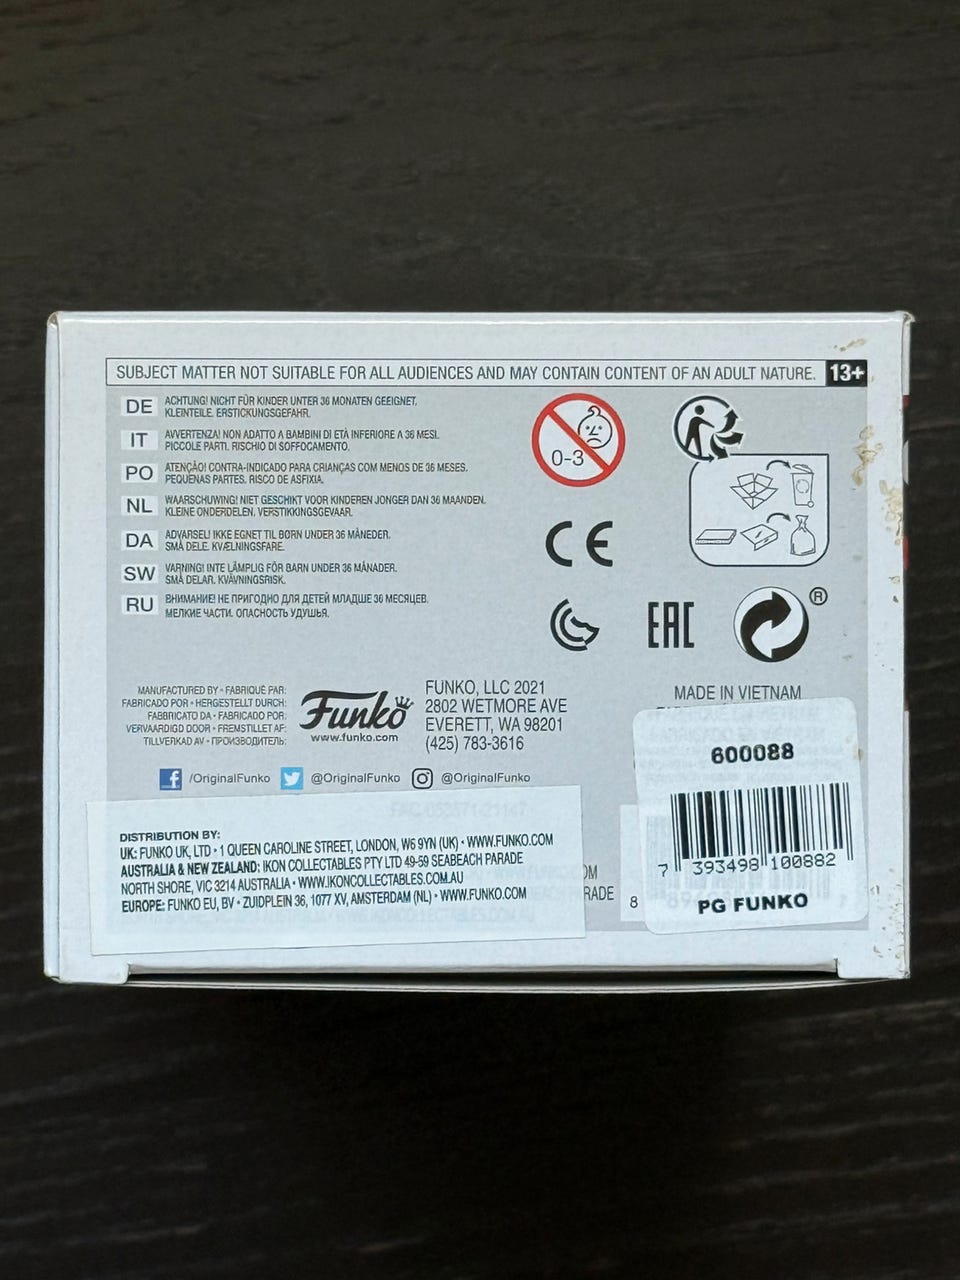 SUBJECT MATTER NOT SUITABLE FOR ALL AUDIENCES AND MAY CONTAIN CONTENT OF AN ADULT NATURE. 13+
DE ACHTUNG! NICHT FÜR KINDER UNTER 36 MONATEN GEEIGNET.
KLEINTEILE. ERSTICKUNGSGEFAHR.
IT AVVERTENZA! NON ADATTO A BAMBINI DI ETÀ INFERIORE A 36 MESI.
PICCOLE PARTI. RISCHIO DI SOFFOCAMENTO.
PO ATENÇÃO! CONTRA-INDICADO PARA CRIANÇAS COM MENOS DE 36 MESES.
PEQUENAS PARTES. RISCO DE ASFIXIA.
NL WAARSCHUWING! NIET GESCHIKT VOOR KINDEREN JONGER DAN 36 MAANDEN.
KLEINE ONDERDELEN, VERSTIKKINGSGEVAAR.
DA ADVARSEL! IKKE EGNET TIL BØRN UNDER 36 MÅNEDER.
SMÅ DELE. KVÆLNINGSFARE.
SW VARNING! INTE LÄMPLIG FÖR BARN UNDER 36 MÅNADER.
SMÅ DELAR. KVÄVNINGSRISK.
RU ВНИМАНИЕ! НЕ ПРИГОДНО ДЛЯ ДЕТЕЙ МЛАДШЕ 36 МЕСЯЦЕВ.
МЕЛКИЕ ЧАСТИ. ОПАСНОСТЬ УДУШЬЯ.
0-3
CE
EAC
®
MANUFACTURED BY • FABRIQUÉ PAR:
FABRICADO POR • HERGESTELLT DURCH:
FABBRICATO DA • FABRICADO POR:
VERVAARDIGD DOOR • FREMSTILLET AF:
TILLVERKAD AV • ПРОИЗВОДИТЕЛЬ:
Funko
www.funko.com
FUNKO, LLC 2021
2802 WETMORE AVE
EVERETT, WA 98201
(425) 783-3616
MADE IN VIETNAM
/OriginalFunko @OriginalFunko @OriginalFunko
DISTRIBUTION BY:
UK: FUNKO UK, LTD • 1 QUEEN CAROLINE STREET, LONDON, W6 9YN (UK) • WWW.FUNKO.COM
AUSTRALIA & NEW ZEALAND: IKON COLLECTABLES PTY LTD 49-59 SEABEACH PARADE
NORTH SHORE, VIC 3214 AUSTRALIA • WWW.IKONCOLLECTABLES.COM.AU
EUROPE: FUNKO EU, BV • ZUIDPLEIN 36, 1077 XV, AMSTERDAM (NL) • WWW.FUNKO.COM
8
600088
7 393498 100882
PG FUNKO